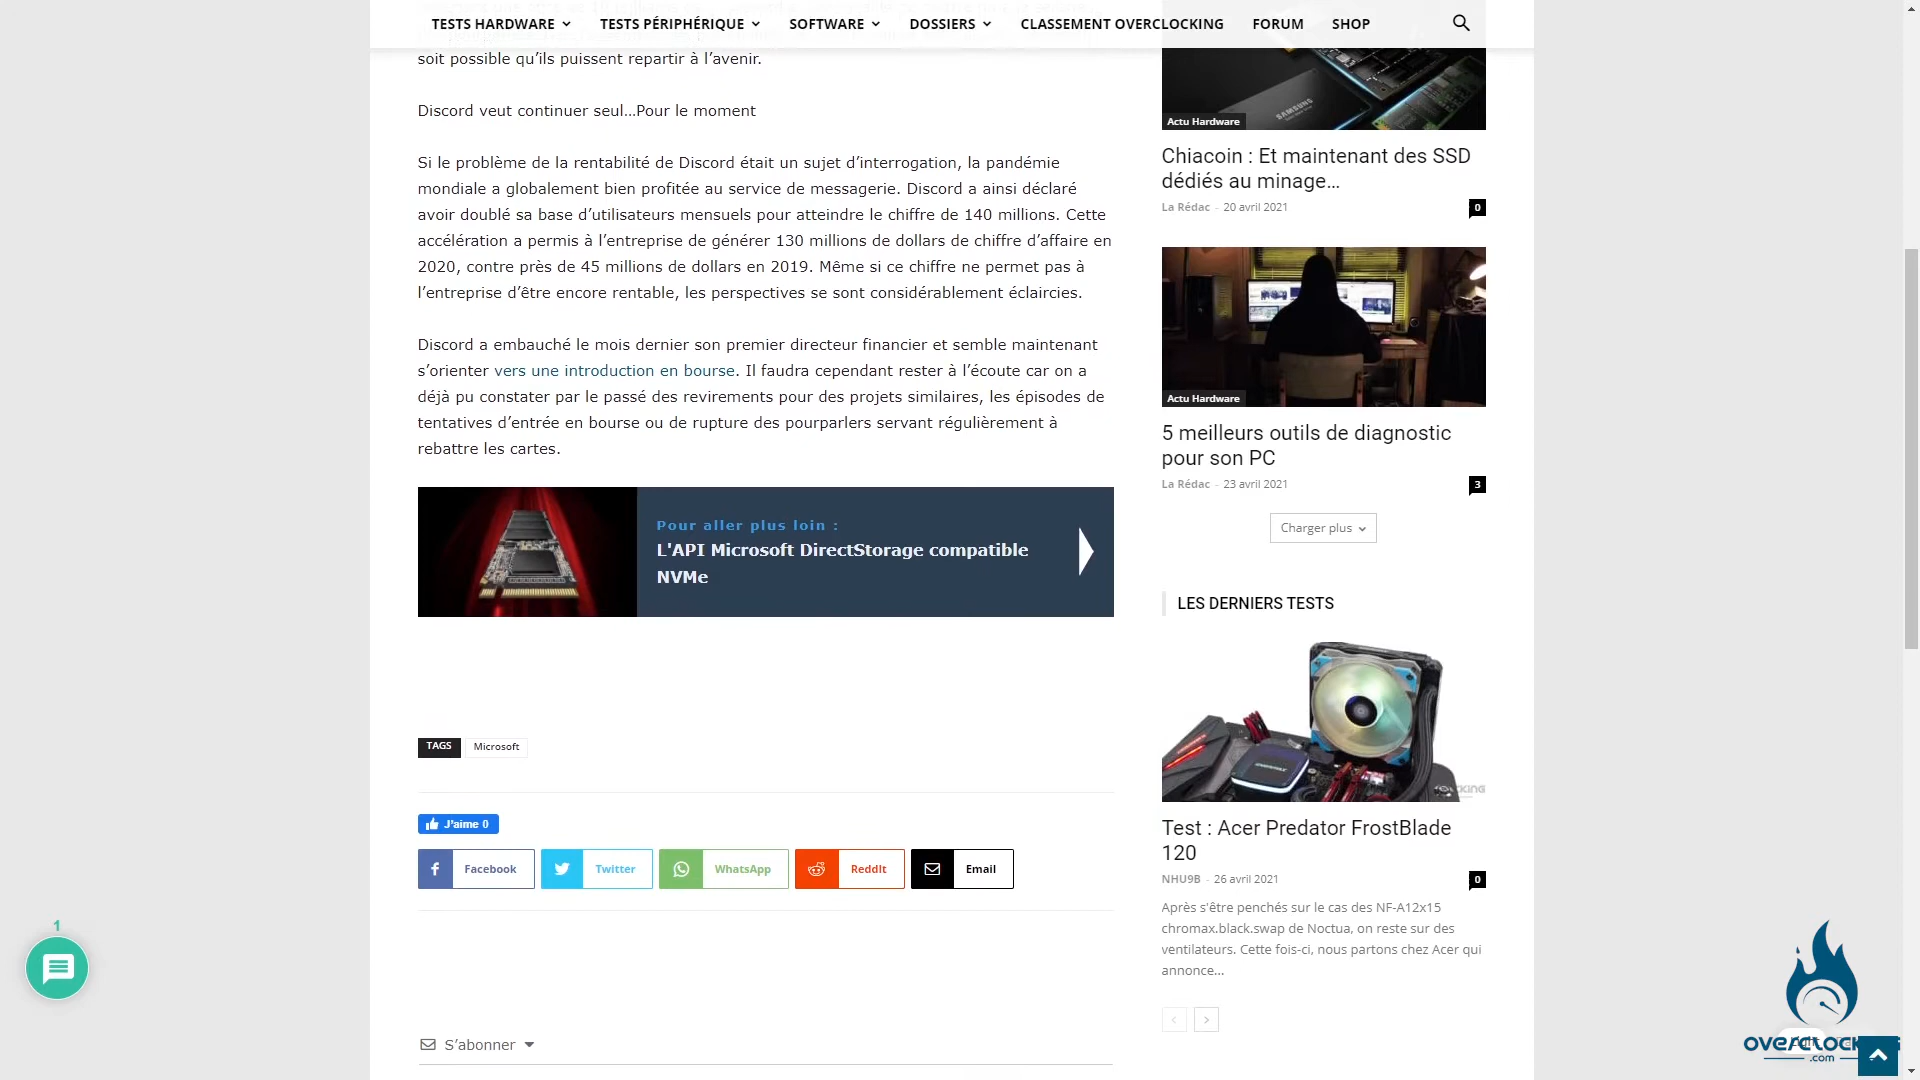 TESTS HARDWARE
TESTS PÉRIPHÉRIQUE
SOFTWARE
DOSSIERS
CLASSEMENT OVERCLOCKING
FORUM
SHOP
soit possible qu’ils puissent repartir à l’avenir.
Discord veut continuer seul…Pour le moment
Si le problème de la rentabilité de Discord était un sujet d’interrogation, la pandémie
mondiale a globalement bien profitée au service de messagerie. Discord a ainsi déclaré
avoir doublé sa base d’utilisateurs mensuels pour atteindre le chiffre de 140 millions. Cette
accélération a permis à l’entreprise de générer 130 millions de dollars de chiffre d’affaire en
2020, contre près de 45 millions de dollars en 2019. Même si ce chiffre ne permet pas à
l’entreprise d’être encore rentable, les perspectives se sont considérablement éclaircies.
Discord a embauché le mois dernier son premier directeur financier et semble maintenant
s’orienter vers une introduction en bourse. Il faudra cependant rester à l’écoute car on a
déjà pu constater par le passé des revirements pour des projets similaires, les épisodes de
tentatives d’entrée en bourse ou de rupture des pourparlers servant régulièrement à
rebattre les cartes.
Pour aller plus loin :
L'API Microsoft DirectStorage compatible
NVMe
TAGS
Microsoft
J’aime 0
Facebook
Twitter
WhatsApp
ReddIt
Email
1
S’abonner
SAMSUNG
Actu Hardware
Chiacoin : Et maintenant des SSD
dédiés au minage…
La Rédac - 20 avril 2021
0
Actu Hardware
5 meilleurs outils de diagnostic
pour son PC
La Rédac - 23 avril 2021
3
Charger plus
LES DERNIERS TESTS
Test : Acer Predator FrostBlade
120
NHU9B - 26 avril 2021
0
Après s'être penchés sur le cas des NF-A12x15
chromax.black.swap de Noctua, on reste sur des
ventilateurs. Cette fois-ci, nous partons chez Acer qui
annonce...
.com